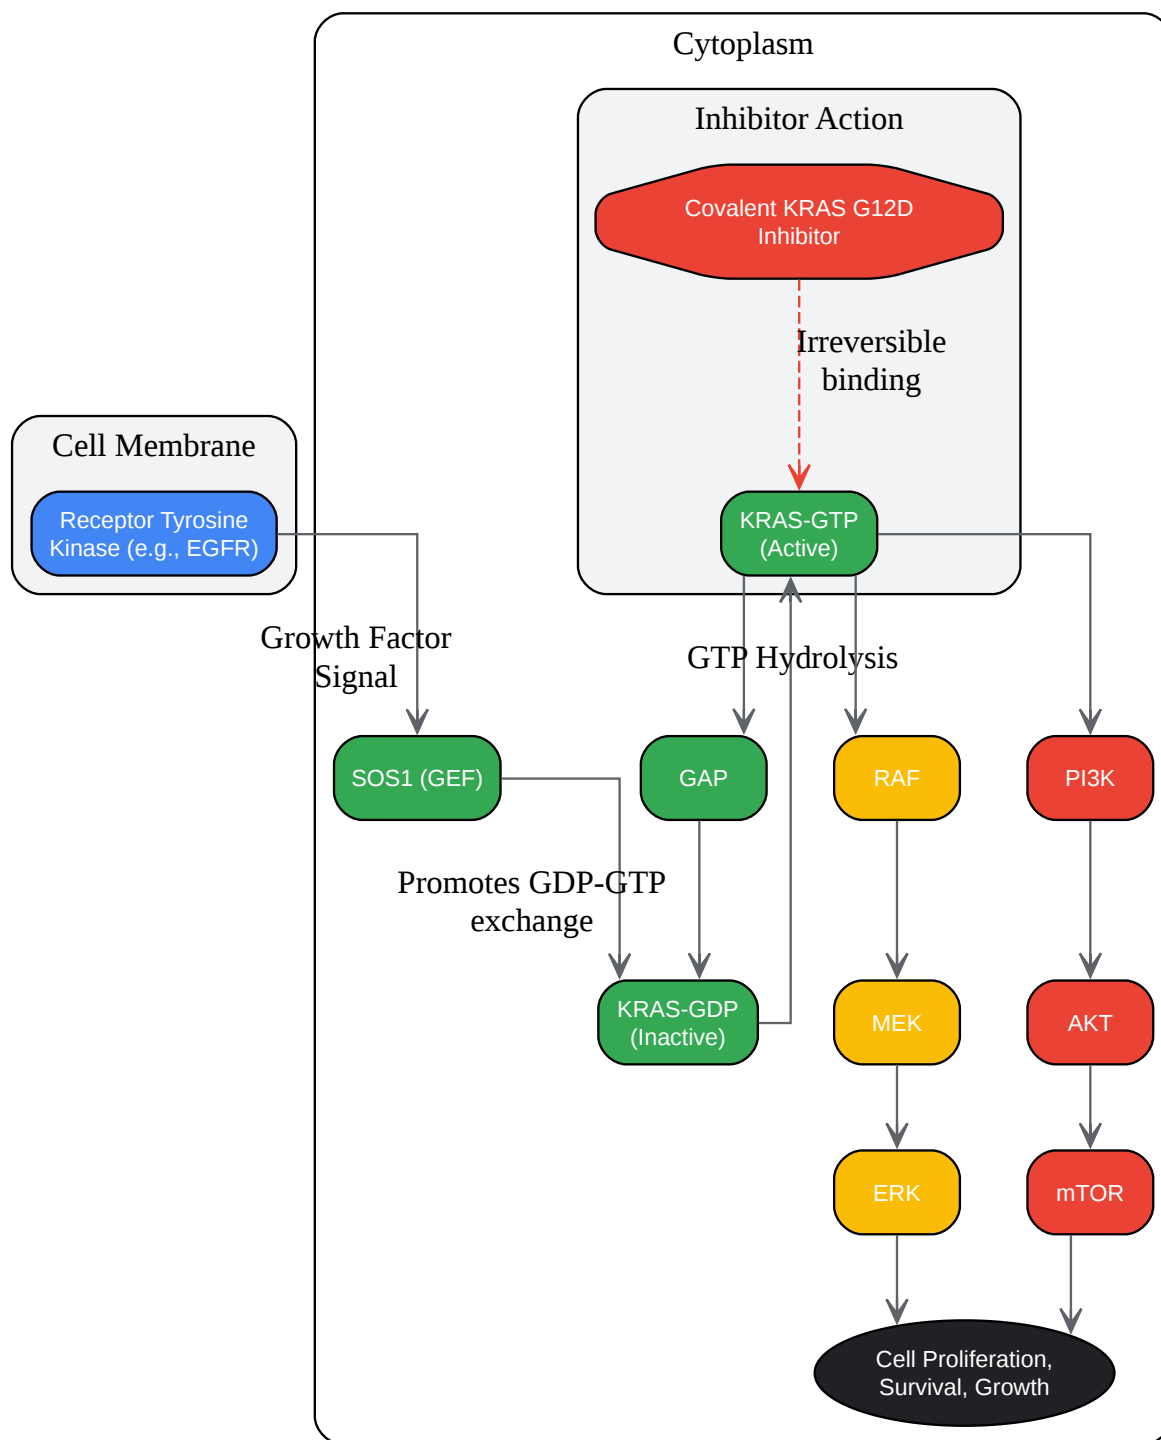 Cytoplasm
Inhibitor Action
Covalent KRAS G12D
Inhibitor
Irreversible
binding
Cell Membrane
Receptor Tyrosine
Kinase (e.g., EGFR)
KRAS-GTP
(Active)
Growth Factor
Signal
GTP Hydrolysis
SOS1 (GEF)
GAP
RAF
PI3K
Promotes GDP-GTP
exchange
KRAS-GDP
(Inactive)
MEK
AKT
ERK
mTOR
Cell Proliferation,
Survival, Growth